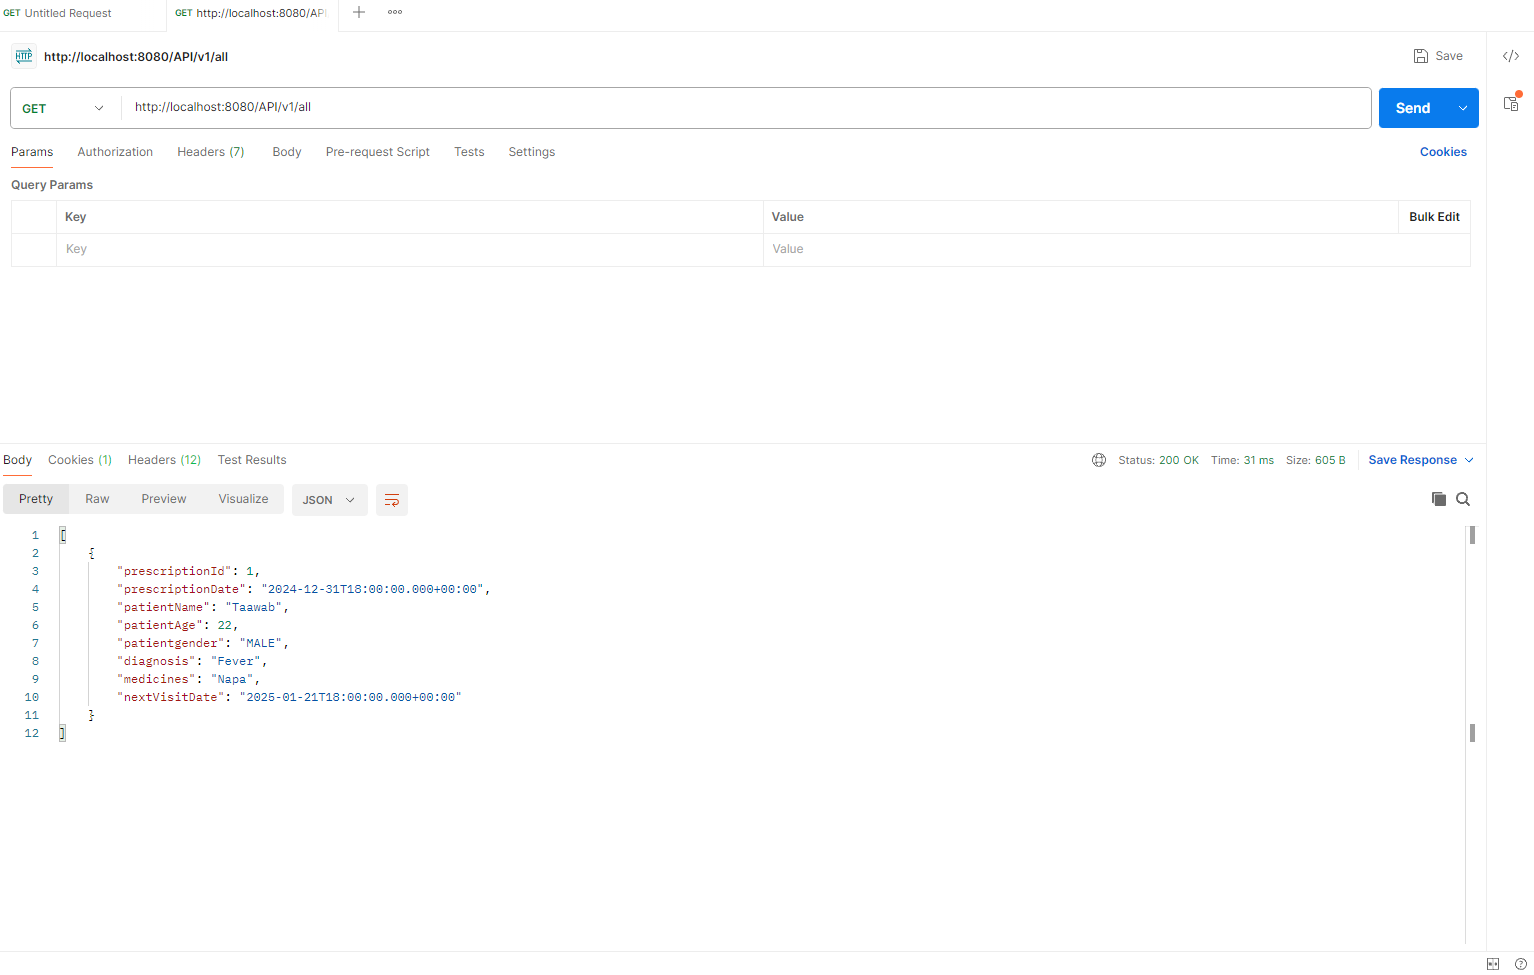 GET Untitled Request GET http://localhost:8080/API
HTTP http://localhost:8080/API/v1/all Save
GET http://localhost:8080/API/v1/all Send
Params Authorization Headers (7) Body Pre-request Script Tests Settings Cookies
Query Params
Key Value Bulk Edit
Key Value
Body Cookies (1) Headers (12) Test Results Status: 200 OK Time: 31 ms Size: 605 B Save Response
Pretty Raw Preview Visualize JSON
1 [
2 {
3 "prescriptionId": 1,
4 "prescriptionDate": "2024-12-31T18:00:00.000+00:00",
5 "patientName": "Taawab",
6 "patientAge": 22,
7 "patientgender": "MALE",
8 "diagnosis": "Fever",
9 "medicines": "Napa",
10 "nextVisitDate": "2025-01-21T18:00:00.000+00:00"
11 }
12 ]